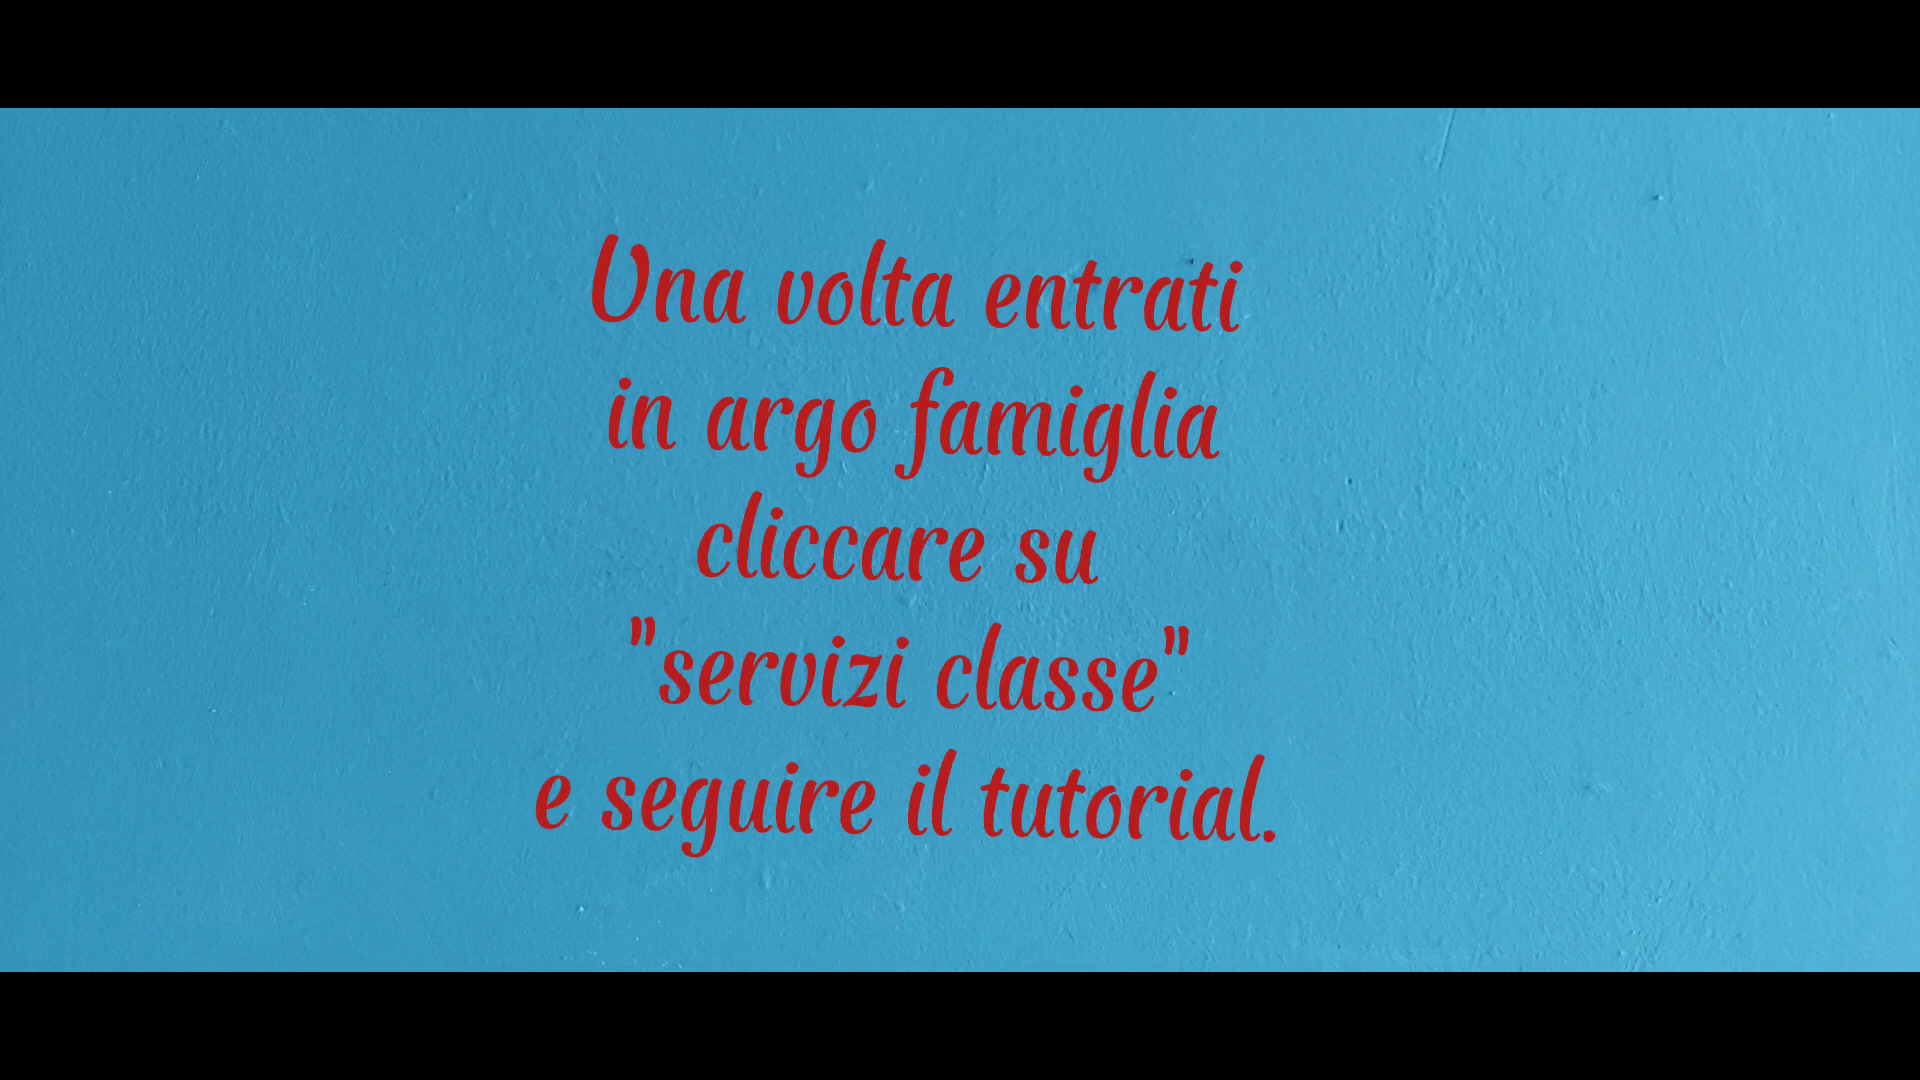 Una volta entrati
in argo famiglia
cliccare su
"servizi classe"
e seguire il tutorial.